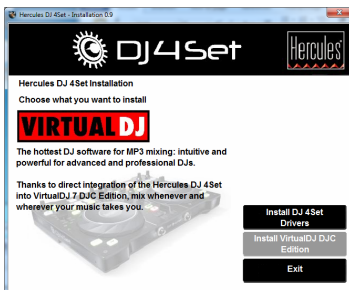 Hercules DJ 4Set - Installation 0.9
DJ4Set
Hercules
Hercules DJ 4Set Installation
Choose what you want to install
VIRTUALDJ
The hottest DJ software for MP3 mixing: intuitive and
powerful for advanced and professional DJs.
Thanks to direct integration of the Hercules DJ 4Set
into VirtualDJ 7 DJC Edition, mix whenever and
wherever your music takes you.
Install DJ 4Set
Drivers
Install VirtualDJ DJC
Edition
Exit